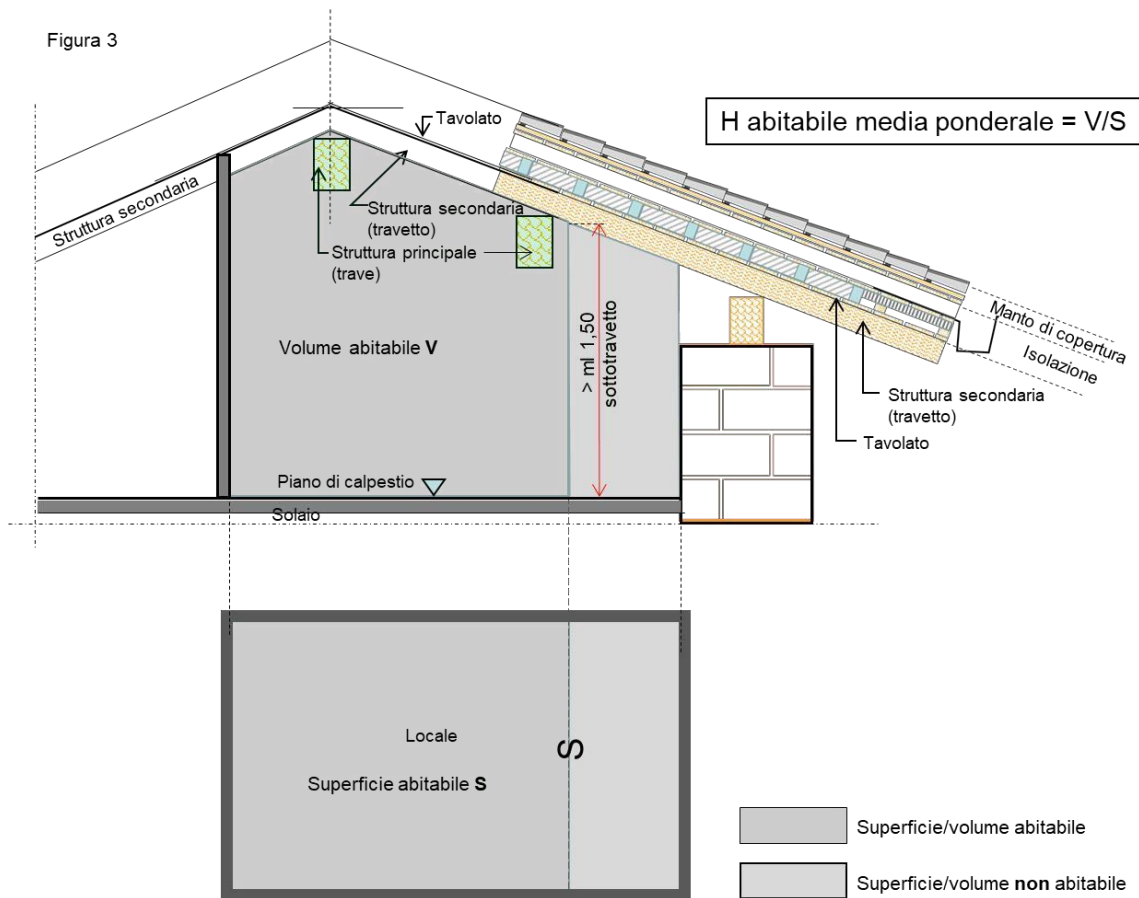 Figura 3
H abitabile media ponderale = V/S
Tavolato
Struttura secondaria
Struttura secondaria
(travetto)
Struttura principale
(trave)
Volume abitabile V
> ml 1,50
sottotravetto
Manto di copertura
Isolazione
Struttura secondaria
(travetto)
Tavolato
Piano di calpestio
Solaio
Locale
S
Superficie abitabile S
Superficie/volume abitabile
Superficie/volume non abitabile